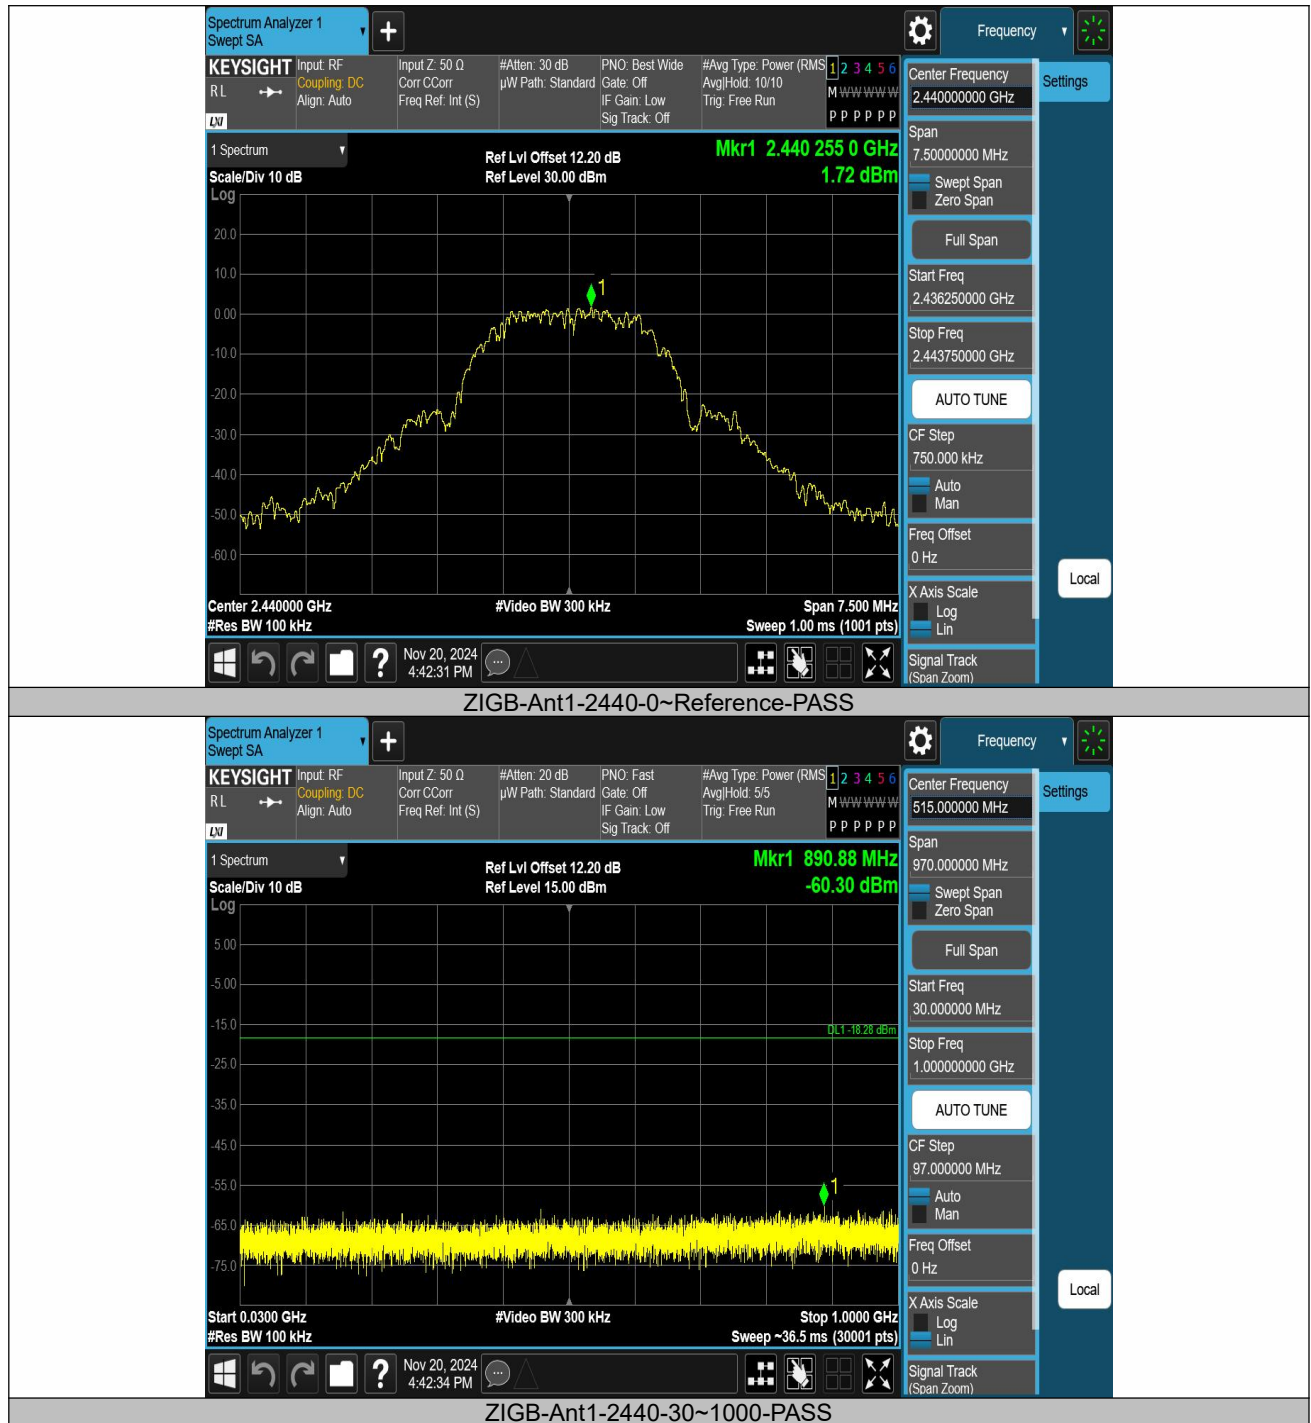 Spectrum Analyzer 1
Swept SA
Frequency
KEYSIGHT
RL
LXI
Input: RF
Coupling: DC
Align: Auto
Input Z: 50 Ω
Corr CCorr
Freq Ref: Int (S)
#Atten: 30 dB
µW Path: Standard
PNO: Best Wide
Gate: Off
IF Gain: Low
Sig Track: Off
#Avg Type: Power (RMS
Avg|Hold: 10/10
Trig: Free Run
1 2 3 4 5 6
M W W W W W
P P P P P P
1 Spectrum
Scale/Div 10 dB
Log
Ref Lvl Offset 12.20 dB
Ref Level 30.00 dBm
Mkr1 2.440 255 0 GHz
1.72 dBm
20.0
10.0
0.00
-10.0
-20.0
-30.0
-40.0
-50.0
-60.0
1
Center 2.440000 GHz
#Res BW 100 kHz
#Video BW 300 kHz
Span 7.500 MHz
Sweep 1.00 ms (1001 pts)
Nov 20, 2024
4:42:31 PM
Center Frequency
2.440000000 GHz
Settings
Span
7.50000000 MHz
Swept Span
Zero Span
Full Span
Start Freq
2.436250000 GHz
Stop Freq
2.443750000 GHz
AUTO TUNE
CF Step
750.000 kHz
Auto
Man
Freq Offset
0 Hz
Local
X Axis Scale
Log
Lin
Signal Track
(Span Zoom)
ZIGB-Ant1-2440-0~Reference-PASS
Spectrum Analyzer 1
Swept SA
Frequency
KEYSIGHT
RL
LXI
Input: RF
Coupling: DC
Align: Auto
Input Z: 50 Ω
Corr CCorr
Freq Ref: Int (S)
#Atten: 20 dB
µW Path: Standard
PNO: Fast
Gate: Off
IF Gain: Low
Sig Track: Off
#Avg Type: Power (RMS
Avg|Hold: 5/5
Trig: Free Run
1 2 3 4 5 6
M W W W W W
P P P P P P
1 Spectrum
Scale/Div 10 dB
Log
Ref Lvl Offset 12.20 dB
Ref Level 15.00 dBm
Mkr1 890.88 MHz
-60.30 dBm
5.00
-5.00
-15.0
-25.0
-35.0
-45.0
-55.0
-65.0
-75.0
DL1 -18.28 dBm
1
Start 0.0300 GHz
#Res BW 100 kHz
#Video BW 300 kHz
Stop 1.0000 GHz
Sweep ~36.5 ms (30001 pts)
Nov 20, 2024
4:42:34 PM
Center Frequency
515.000000 MHz
Settings
Span
970.000000 MHz
Swept Span
Zero Span
Full Span
Start Freq
30.000000 MHz
Stop Freq
1.000000000 GHz
AUTO TUNE
CF Step
97.000000 MHz
Auto
Man
Freq Offset
0 Hz
Local
X Axis Scale
Log
Lin
Signal Track
(Span Zoom)
ZIGB-Ant1-2440-30~1000-PASS